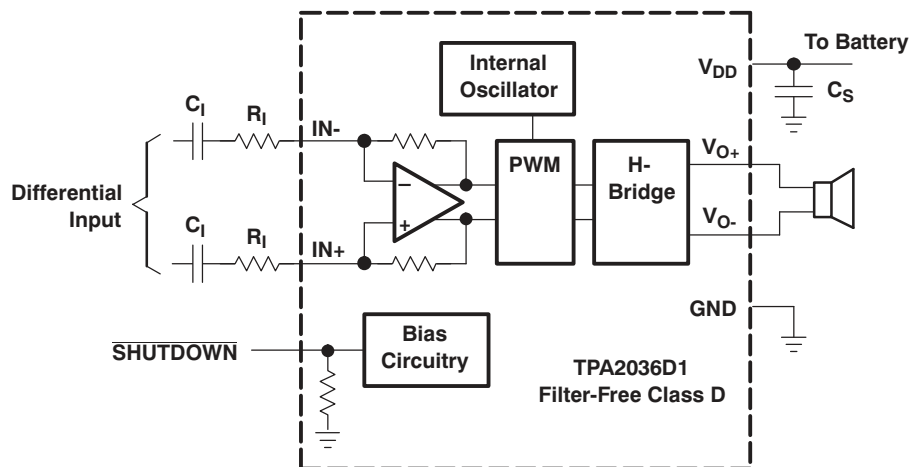 To Battery
Internal
Oscillator
VDD
CS
CI
RI
IN-
Differential
Input
−
+
PWM
H-
Bridge
VO+
VO-
CI
RI
IN+
GND
SHUTDOWN
Bias
Circuitry
TPA2036D1
Filter-Free Class D